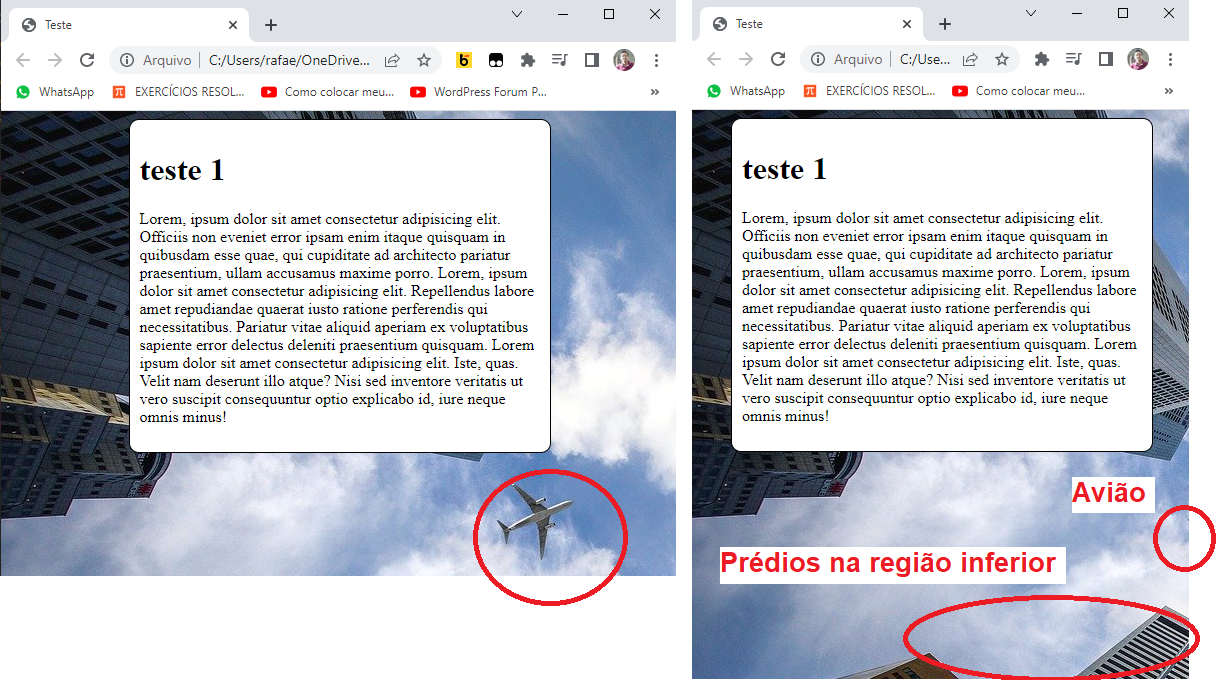 Teste
Arquivo
C:/Users/rafae/OneDrive...
WhatsApp
EXERCÍCIOS RESOL...
Como colocar meu...
WordPress Forum P...
»
teste 1
Lorem, ipsum dolor sit amet consectetur adipisicing elit.
Officiis non eveniet error ipsam enim itaque quisquam in
quibusdam esse quae, qui cupiditate ad architecto pariatur
praesentium, ullam accusamus maxime porro. Lorem, ipsum
dolor sit amet consectetur adipisicing elit. Repellendus labore
amet repudiandae quaerat iusto ratione perferendis qui
necessitatibus. Pariatur vitae aliquid aperiam ex voluptatibus
sapiente error delectus deleniti praesentium quisquam. Lorem
ipsum dolor sit amet consectetur adipisicing elit. Iste, quas.
Velit nam deserunt illo atque? Nisi sed inventore veritatis ut
vero suscipit consequuntur optio explicabo id, iure neque
omnis minus!
Teste
Arquivo
C:/Use...
WhatsApp
EXERCÍCIOS RESOL...
Como colocar meu...
»
teste 1
Lorem, ipsum dolor sit amet consectetur adipisicing elit.
Officiis non eveniet error ipsam enim itaque quisquam in
quibusdam esse quae, qui cupiditate ad architecto pariatur
praesentium, ullam accusamus maxime porro. Lorem, ipsum
dolor sit amet consectetur adipisicing elit. Repellendus labore
amet repudiandae quaerat iusto ratione perferendis qui
necessitatibus. Pariatur vitae aliquid aperiam ex voluptatibus
sapiente error delectus deleniti praesentium quisquam. Lorem
ipsum dolor sit amet consectetur adipisicing elit. Iste, quas.
Velit nam deserunt illo atque? Nisi sed inventore veritatis ut
vero suscipit consequuntur optio explicabo id, iure neque
omnis minus!
Avião
Prédios na região inferior